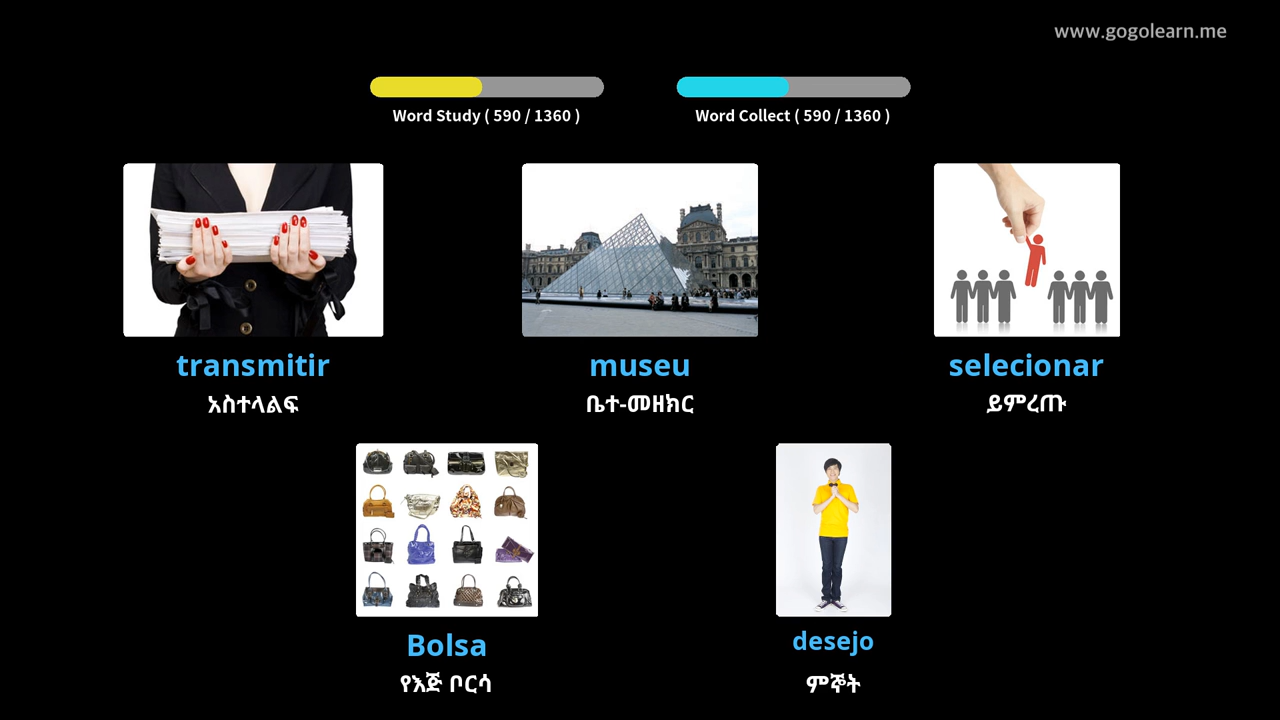 www.gogolearn.me
Word Study ( 590 / 1360 )
Word Collect ( 590 / 1360 )
transmitir
አስተላልፍ
museu
ቤተ-መዘክር
selecionar
ይምረጡ
Bolsa
የእጅ ቦርሳ
desejo
ምኞት